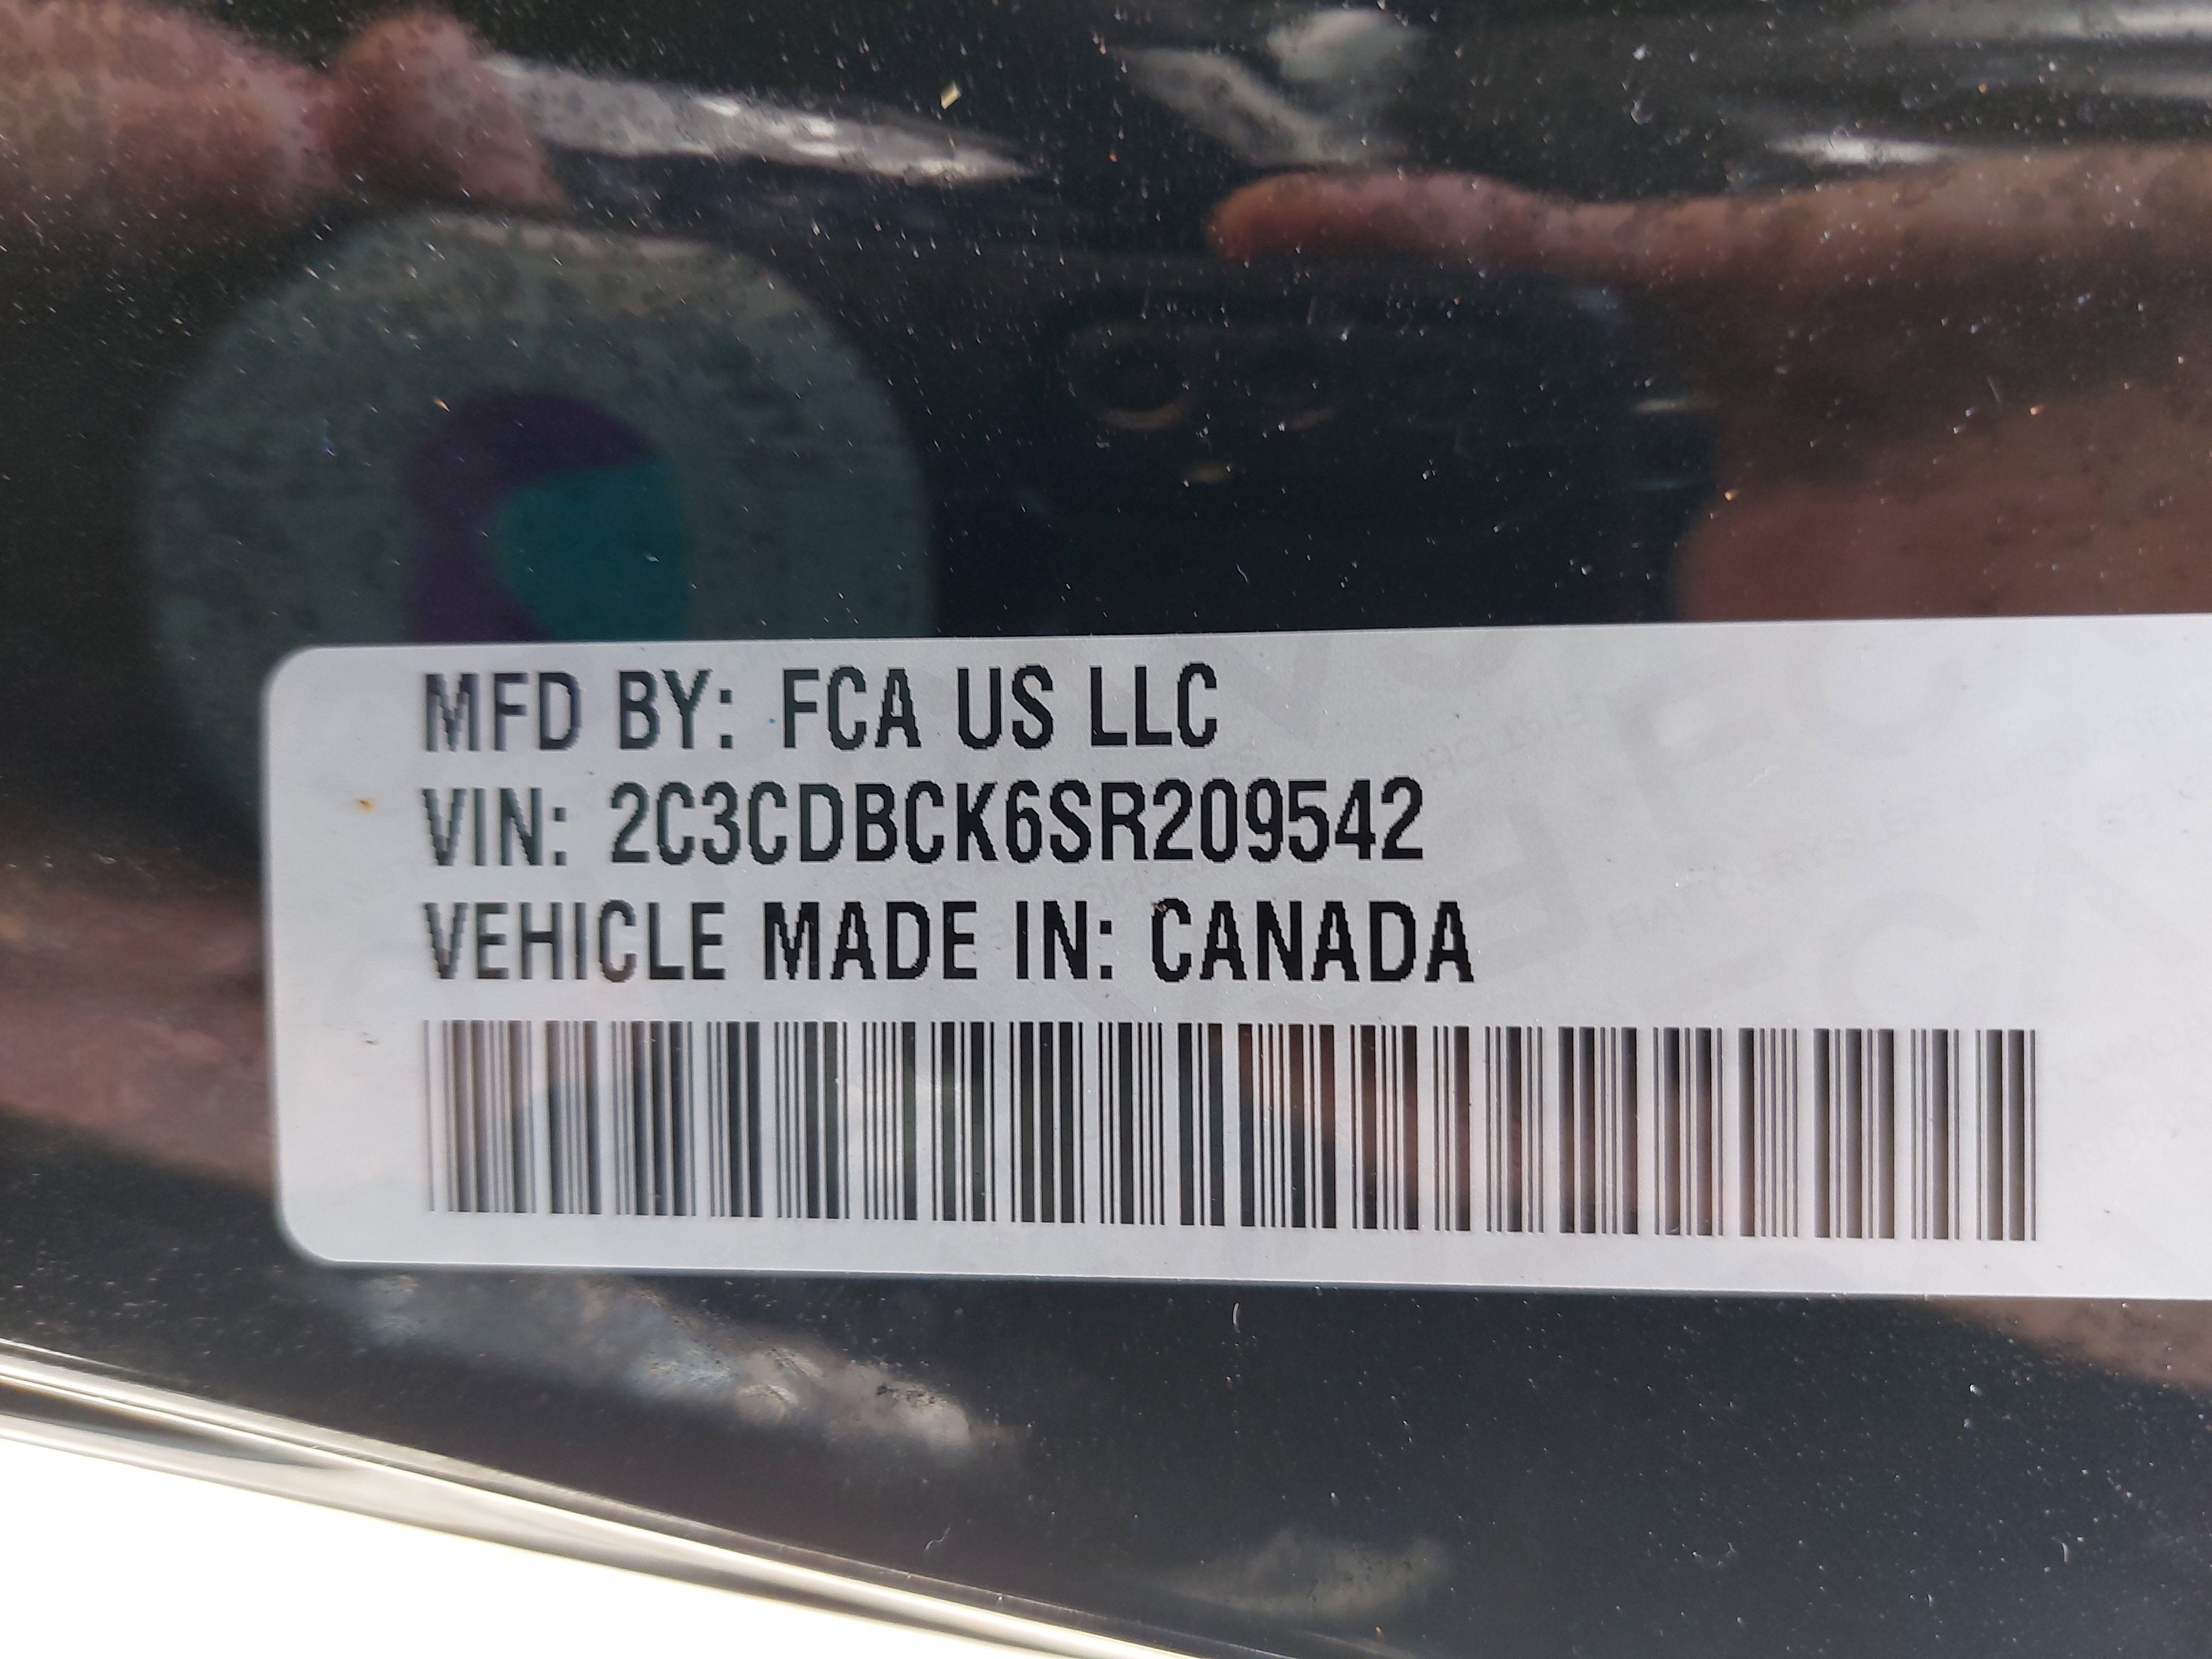 MFD BY: FCA US LLC
VIN: 2C3CDBCK6SR209542
VEHICLE MADE IN: CANADA